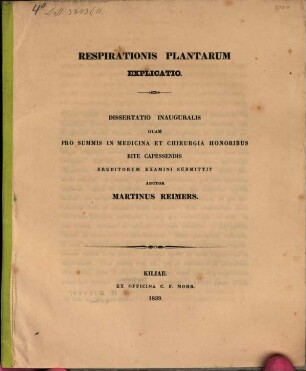 RESPIRATIONIS PLANTARUM
EXPLICATIO.
DISSERTATIO INAUGURALIS
QUAM
PRO SUMMIS IN MEDICINA ET CHIRURGIA HONORIBUS
RITE CAPESSENDIS
ERUDITORUM EXAMINI SUBMITTIT
AUCTOR
MARTINUS REIMERS.
KILIAE.
EX OFFICINA C. F. MOHR.
1839.